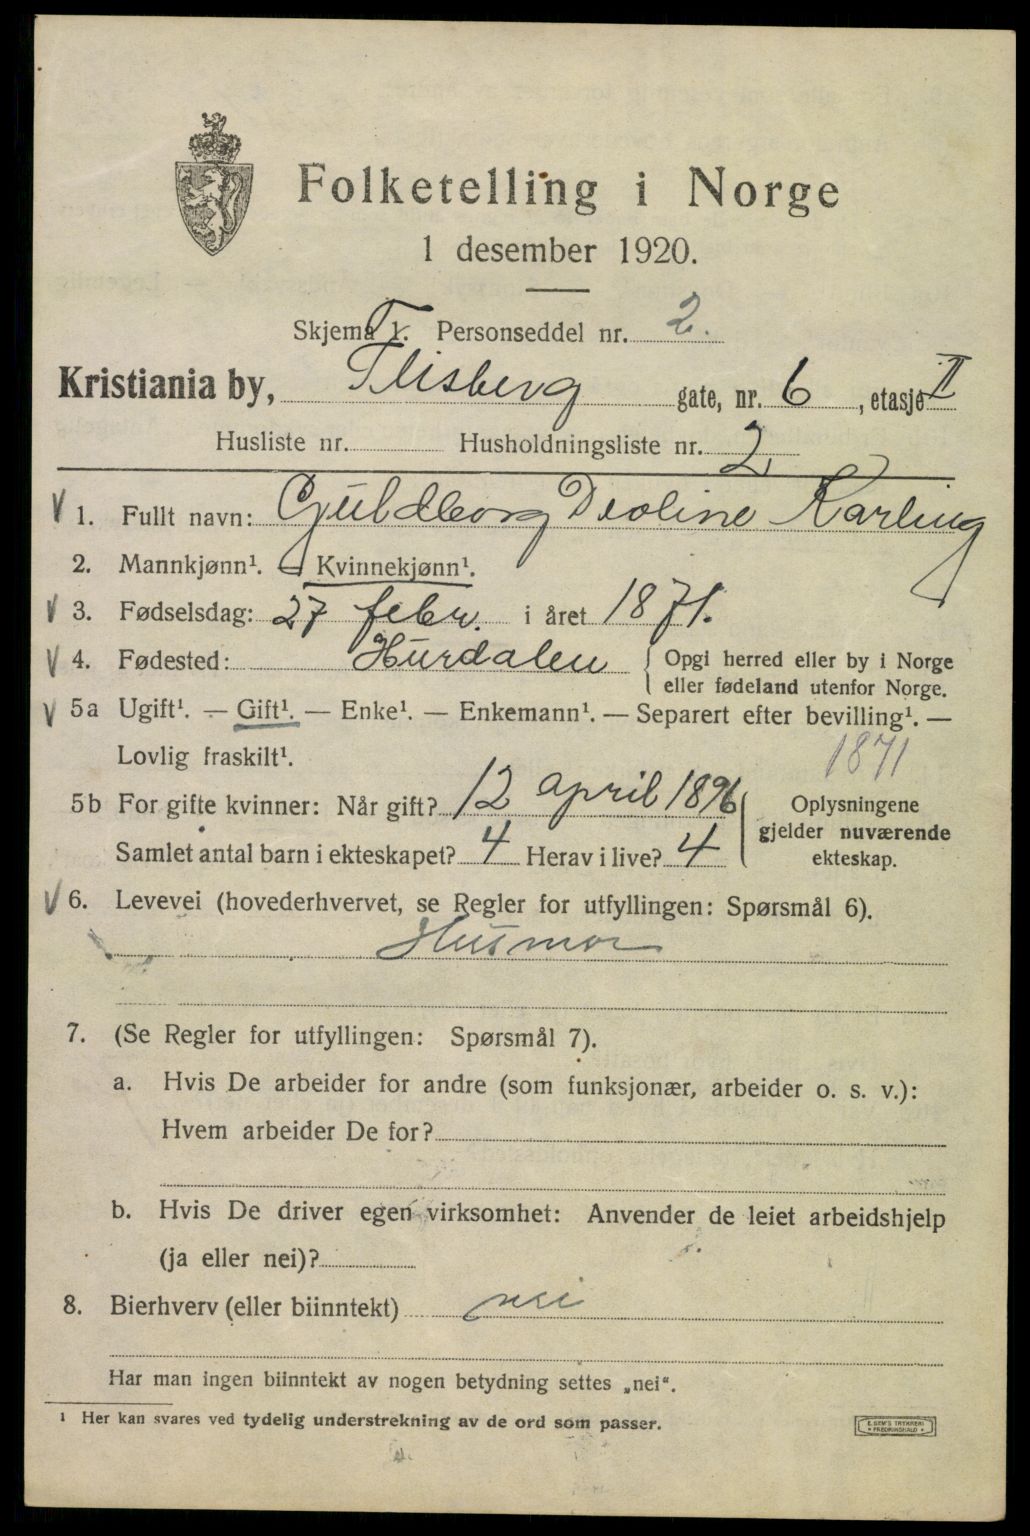 Folketelling i Norge
1 desember 1920.
Skjema 1. Personseddel nr. 2.
Kristiania by, Flisberg gate, nr. 6, etasje II
Husliste nr. Husholdningsliste nr. 2
V 1. Fullt navn: Guldborg Deoline Karling
2. Mannkjønn¹. — Kvinnekjønn¹.
V 3. Fødselsdag: 27 febr. i året 1871.
V 4. Fødested: Hurdalen { Opgi herred eller by i Norge
eller fødeland utenfor Norge.
V 5a Ugift¹. — Gift¹. — Enke¹. — Enkemann¹. — Separert efter bevilling¹. —
Lovlig fraskilt¹. 1871
5b For gifte kvinner: Når gift? 12 april 1896 Oplysningene
gjelder nuværende
Samlet antal barn i ekteskapet? 4 Herav i live? 4 ekteskap.
V 6. Levevei (hovederhvervet, se Regler for utfyllingen: Spørsmål 6).
Husmor
7. (Se Regler for utfyllingen: Spørsmål 7).
a. Hvis De arbeider for andre (som funksjonær, arbeider o. s. v.):
Hvem arbeider De for?
b. Hvis De driver egen virksomhet: Anvender de leiet arbeidshjelp
(ja eller nei)?
8. Bierhverv (eller biinntekt) nei
Har man ingen biinntekt av nogen betydning settes „nei“.
¹ Her kan svares ved tydelig understrekning av de ord som passer.
E. SEM'S TRYKKERI
FREDRIKSHALD